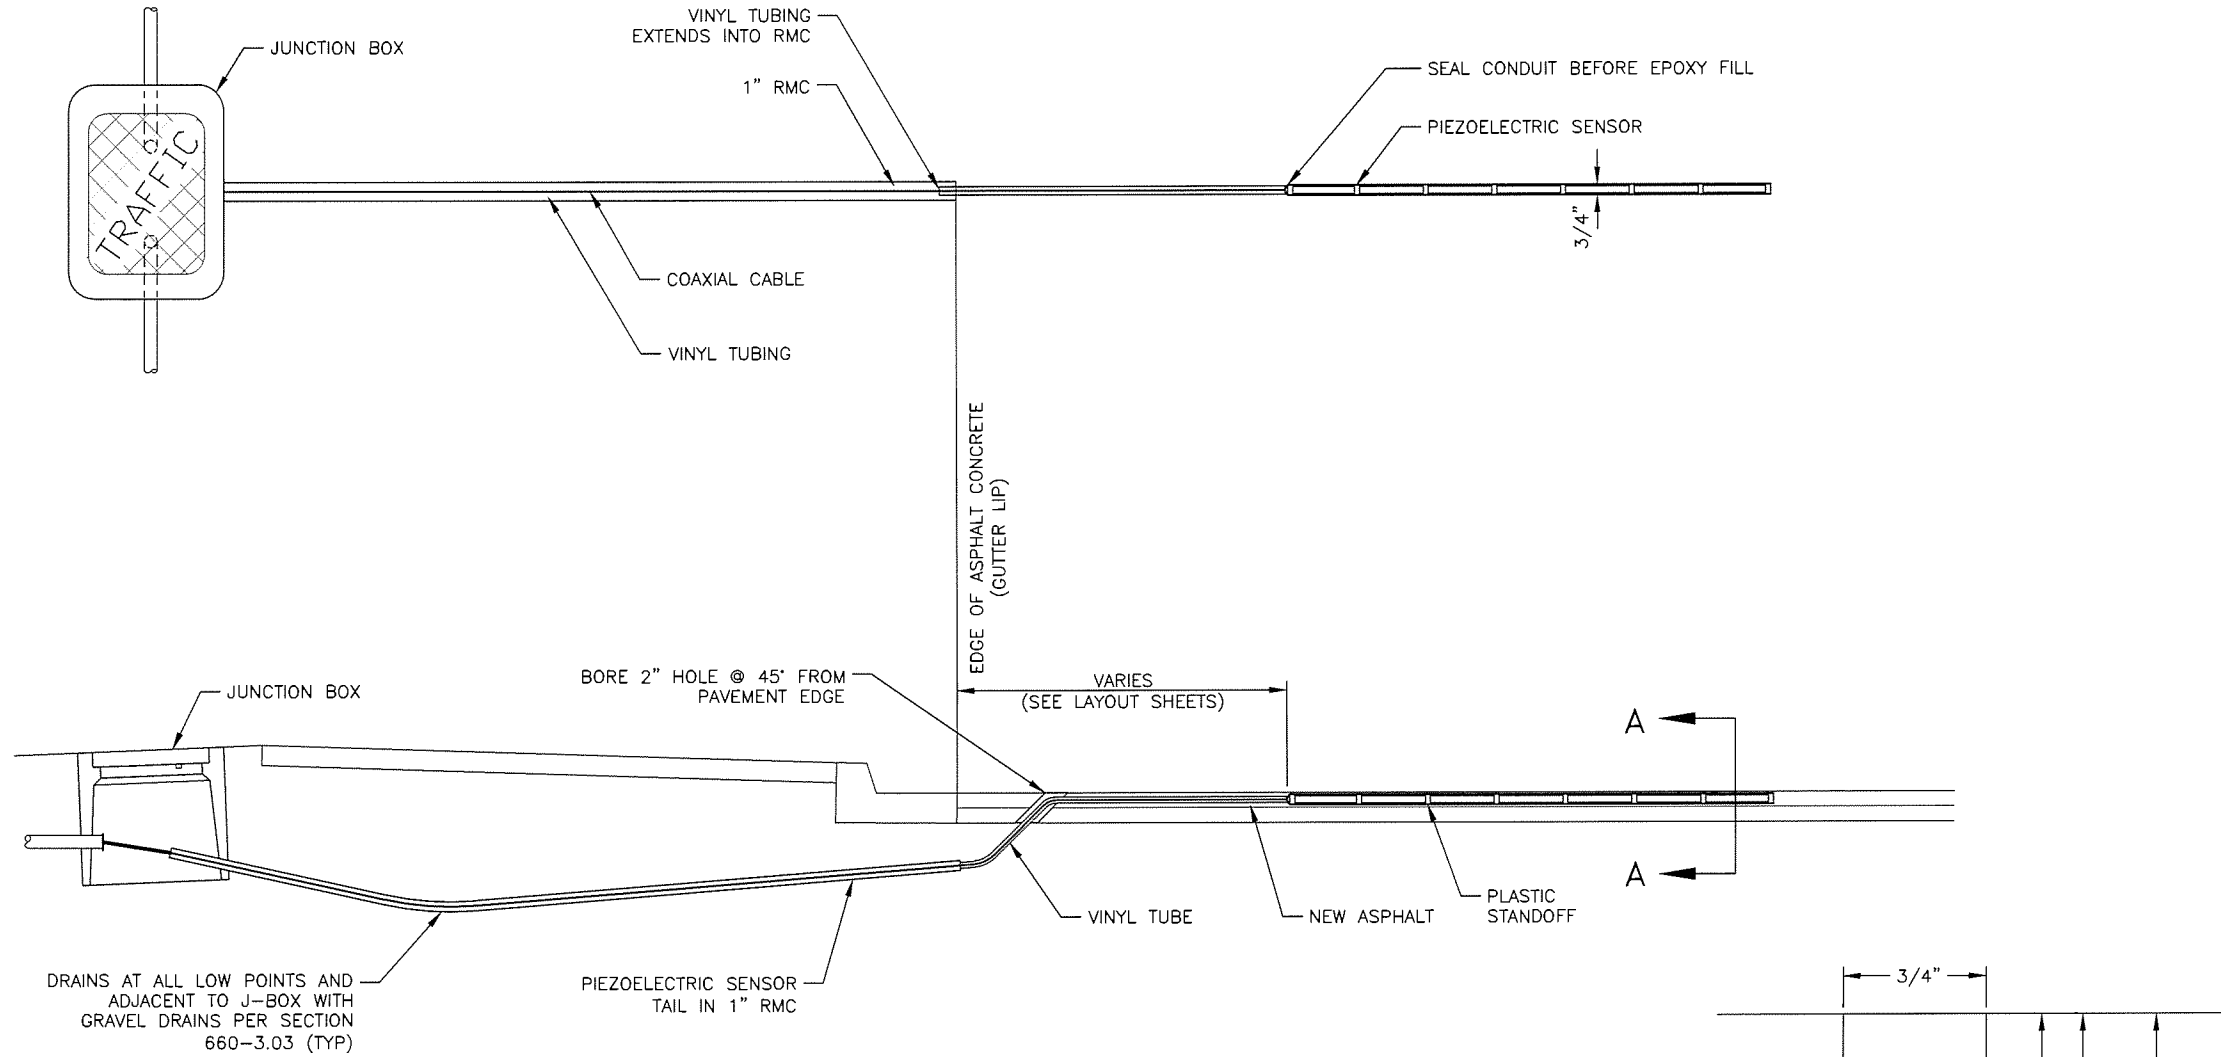 VINYL TUBING
EXTENDS INTO RMC
JUNCTION BOX
1" RMC
SEAL CONDUIT BEFORE EPOXY FILL
PIEZOELECTRIC SENSOR
TRAFFIC
3/4"
COAXIAL CABLE
VINYL TUBING
EDGE OF ASPHALT CONCRETE
(GUTTER LIP)
BORE 2" HOLE @ 45° FROM
PAVEMENT EDGE
JUNCTION BOX
VARIES
(SEE LAYOUT SHEETS)
A
A
PLASTIC
STANDOFF
VINYL TUBE
NEW ASPHALT
DRAINS AT ALL LOW POINTS AND
ADJACENT TO J-BOX WITH
GRAVEL DRAINS PER SECTION
660-3.03 (TYP)
PIEZOELECTRIC SENSOR
TAIL IN 1" RMC
3/4"